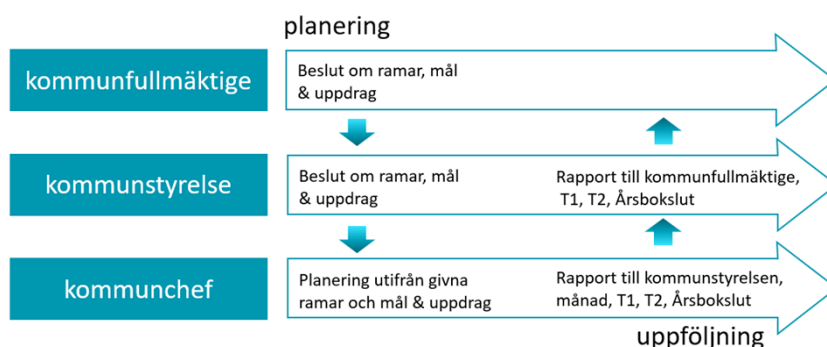 planering
kommunfullmäktige
Beslut om ramar, mål
& uppdrag
kommunstyrelse
Beslut om ramar, mål
& uppdrag
Rapport till kommunfullmäktige,
T1, T2, Årsbokslut
kommunchef
Planering utifrån givna
ramar och mål & uppdrag
Rapport till kommunstyrelsen,
månad, T1, T2, Årsbokslut
uppföljning